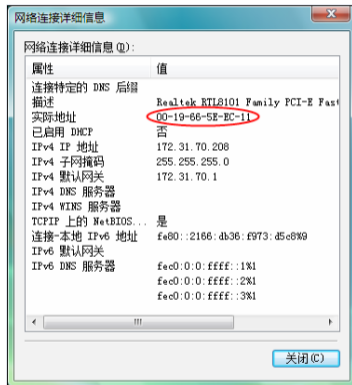 网络连接详细信息
网络连接详细信息(D):
属性 值
连接特定的 DNS 后缀
描述 Realtek RTL8101 Family PCI-E Fast
实际地址 00-19-66-5E-EC-11
已启用 DHCP 否
IPv4 IP 地址 172.31.70.208
IPv4 子网掩码 255.255.255.0
IPv4 默认网关 172.31.70.1
IPv4 DNS 服务器
IPv4 WINS 服务器
TCPIP 上的 NetBIOS... 是
连接-本地 IPv6 地址 fe80::2166:db36:f973:d5c8%9
IPv6 默认网关
IPv6 DNS 服务器 fec0:0:0:ffff::1%1
fec0:0:0:ffff::2%1
fec0:0:0:ffff::3%1
关闭(C)